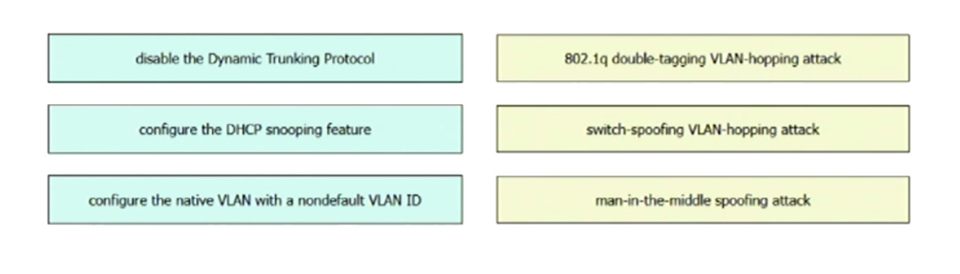 disable the Dynamic Trunking Protocol
802.1q double-tagging VLAN-hopping attack
configure the DHCP snooping feature
switch-spoofing VLAN-hopping attack
configure the native VLAN with a nondefault VLAN ID
man-in-the-middle spoofing attack